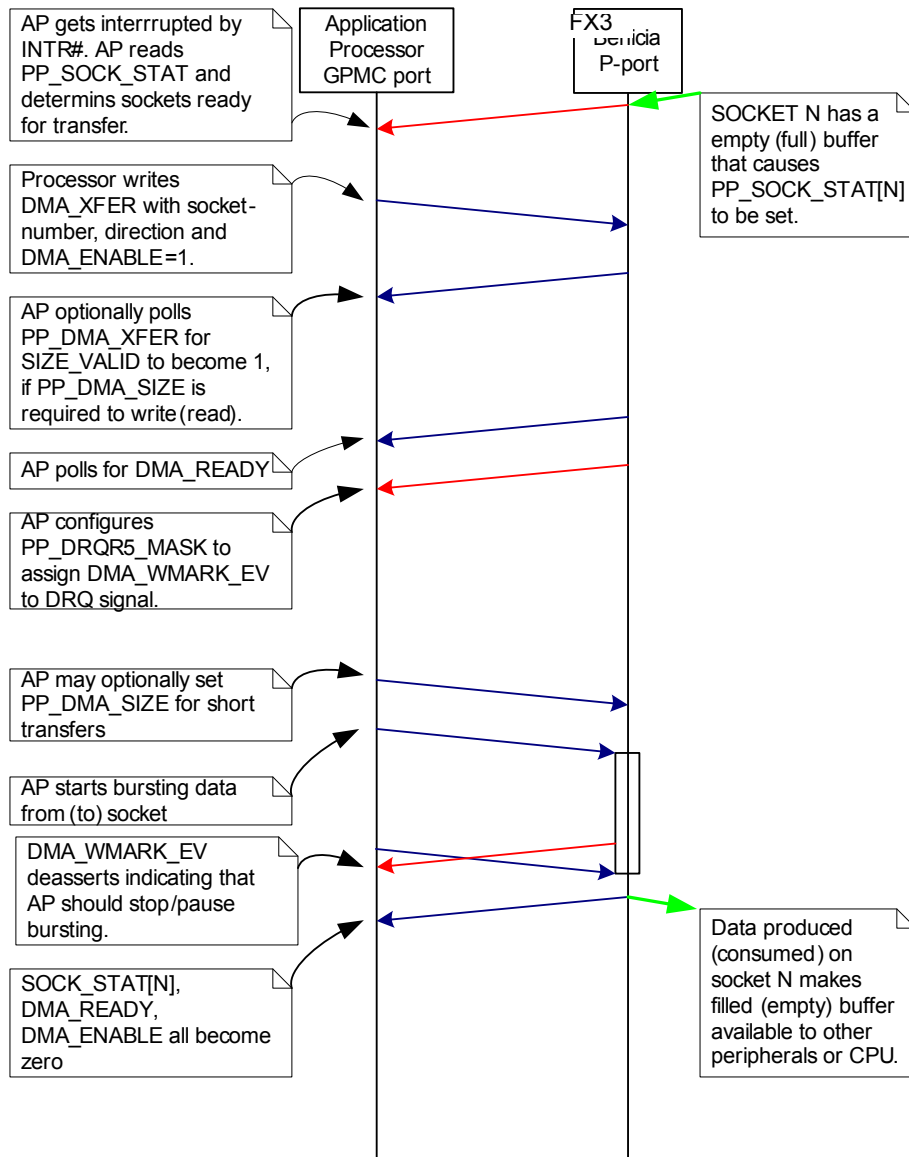 AP gets interrrupted by
INTR#. AP reads
PP_SOCK_STAT and
determins sockets ready
for transfer.
Application
Processor
GPMC port
FX3
Benicia
P-port
SOCKET N has a
empty (full) buffer
that causes
PP_SOCK_STAT[N]
to be set.
Processor writes
DMA_XFER with socket-
number, direction and
DMA_ENABLE=1.
AP optionally polls
PP_DMA_XFER for
SIZE_VALID to become 1,
if PP_DMA_SIZE is
required to write (read).
AP polls for DMA_READY
AP configures
PP_DRQR5_MASK to
assign DMA_WMARK_EV
to DRQ signal.
AP may optionally set
PP_DMA_SIZE for short
transfers
AP starts bursting data
from (to) socket
DMA_WMARK_EV
deasserts indicating that
AP should stop/pause
bursting.
SOCK_STAT[N],
DMA_READY,
DMA_ENABLE all become
zero
Data produced
(consumed) on
socket N makes
filled (empty) buffer
available to other
peripherals or CPU.